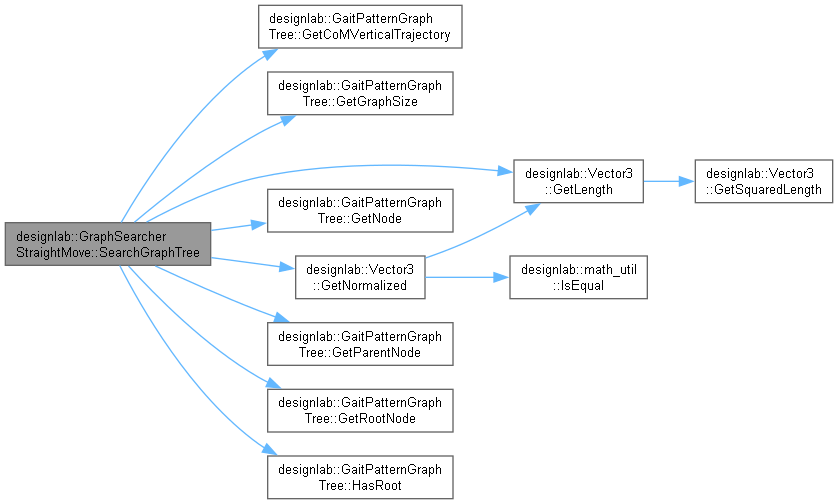 designlab::GaitPatternGraph
Tree::GetCoMVerticalTrajectory
designlab::GaitPatternGraph
Tree::GetGraphSize
designlab::Vector3
::GetLength
designlab::Vector3
::GetSquaredLength
designlab::GaitPatternGraph
Tree::GetNode
designlab::GraphSearcher
StraightMove::SearchGraphTree
designlab::Vector3
::GetNormalized
designlab::math_util
::IsEqual
designlab::GaitPatternGraph
Tree::GetParentNode
designlab::GaitPatternGraph
Tree::GetRootNode
designlab::GaitPatternGraph
Tree::HasRoot